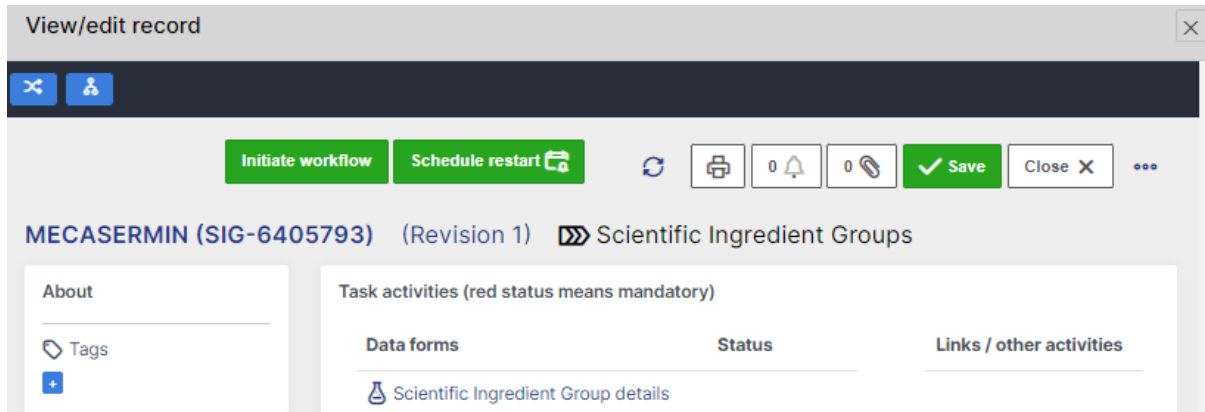 View/edit record
Initiate workflow
Schedule restart
0
0
Save
Close
MECASERMIN (SIG-6405793) (Revision 1) Scientific Ingredient Groups
About
Task activities (red status means mandatory)
Tags
Data forms Status Links / other activities
+
Scientific Ingredient Group details